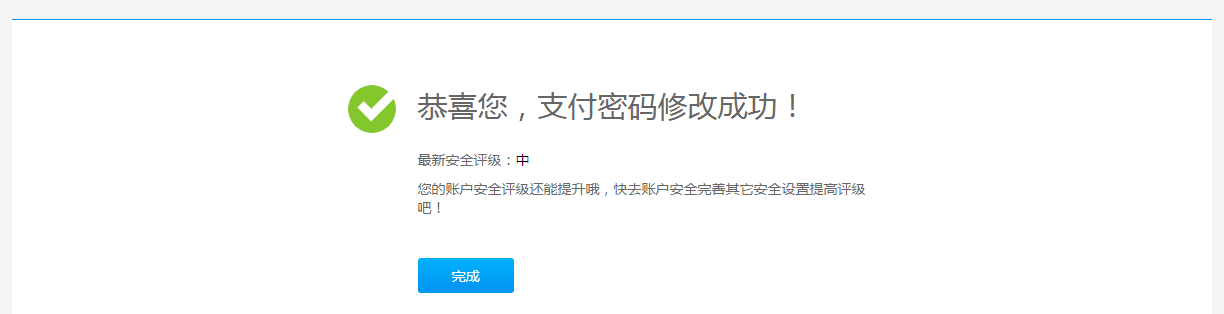 恭喜您，支付密码修改成功！
最新安全评级：中
您的账户安全评级还能提升哦，快去账户安全完善其它安全设置提高评级
吧！
完成